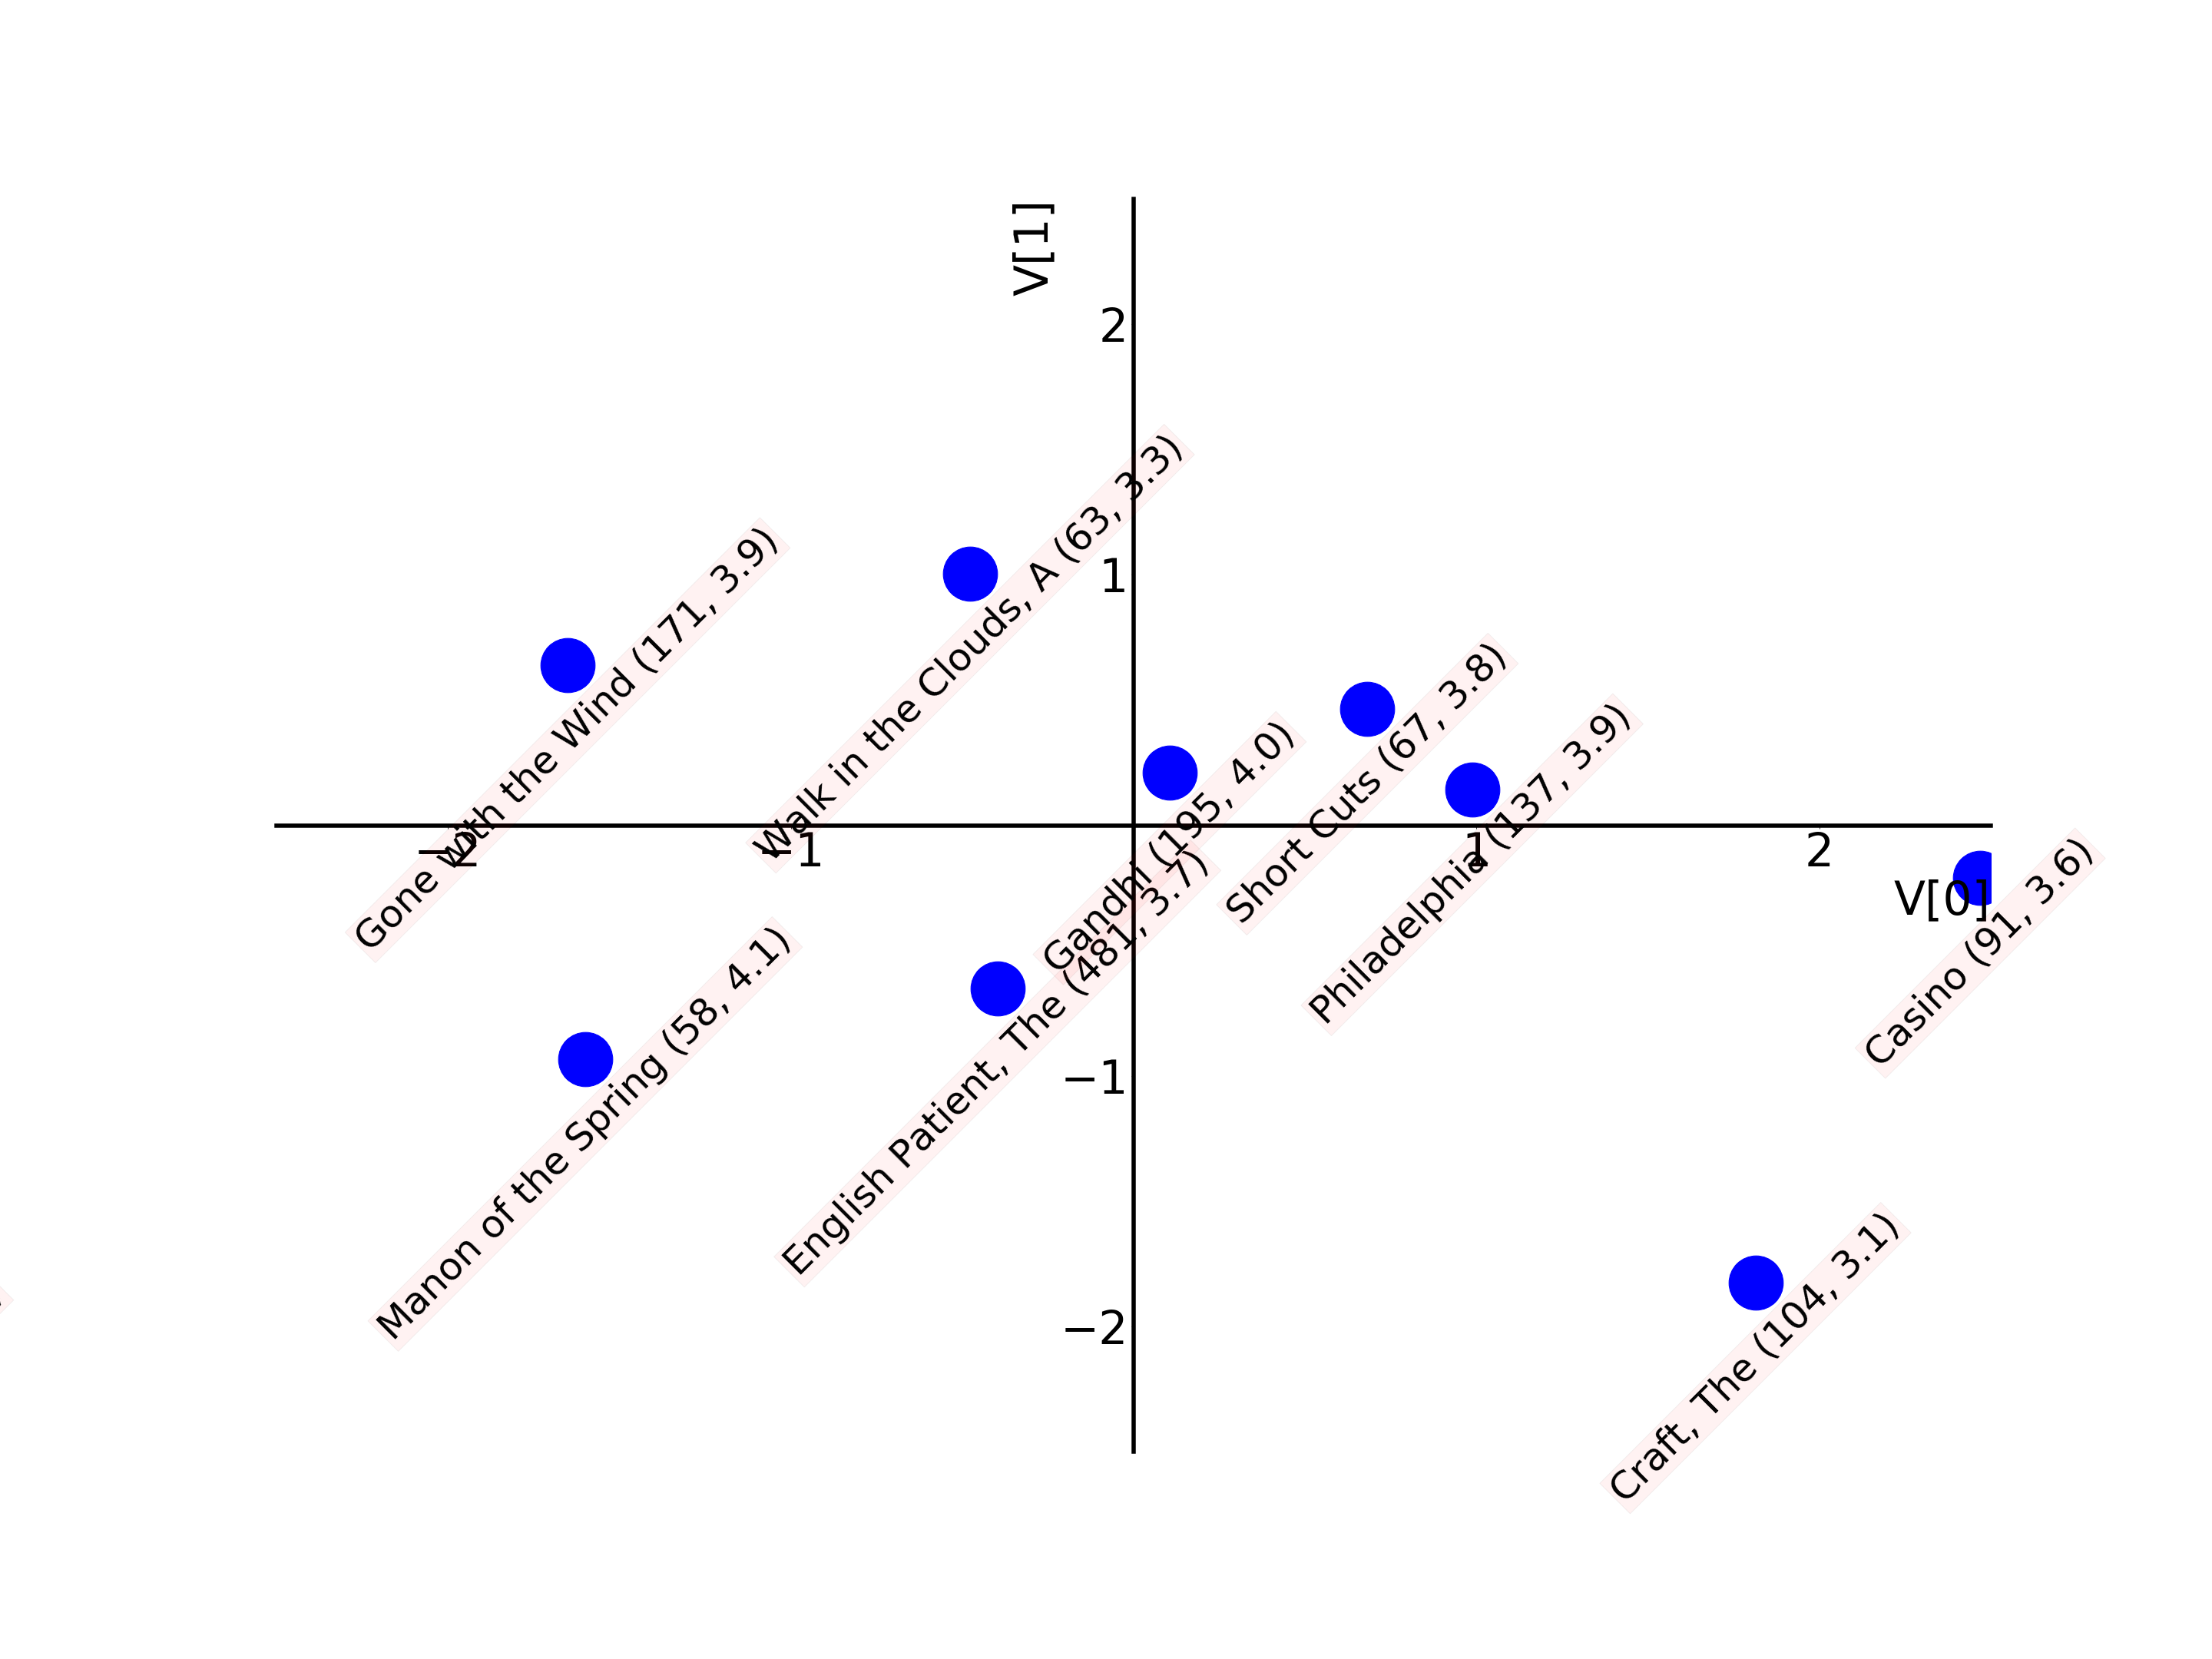 V[1]
2
Walk in the Clouds, A (63, 3.3)
Gone with the Wind (171, 3.9)
1
Short Cuts (67, 3.8)
Philadelphia (137, 3.9)
Gandhi (195, 4.0)
−2
−1
1
2
V[0]
Casino (91, 3.6)
English Patient, The (481, 3.7)
Manon of the Spring (58, 4.1)
−1
Craft, The (104, 3.1)
−2